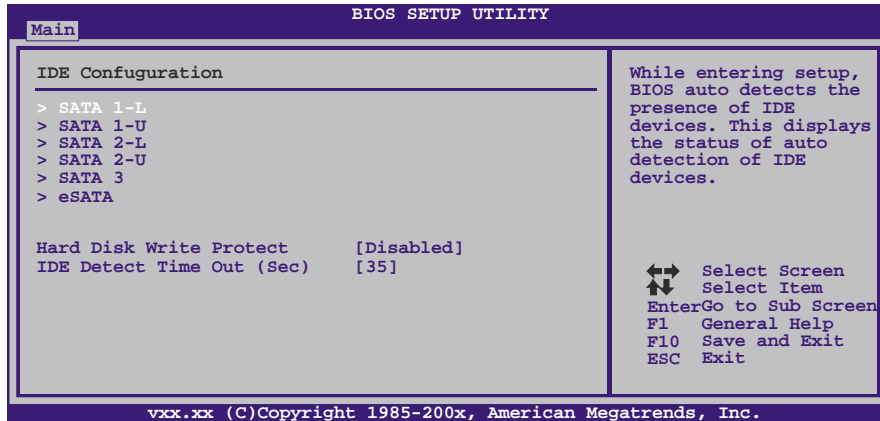 BIOS SETUP UTILITY
Main
IDE Confuguration
> SATA 1-L
> SATA 1-U
> SATA 2-L
> SATA 2-U
> SATA 3
> eSATA
Hard Disk Write Protect [Disabled]
IDE Detect Time Out (Sec) [35]
While entering setup,
BIOS auto detects the
presence of IDE
devices. This displays
the status of auto
detection of IDE
devices.
Select Screen
Select Item
EnterGo to Sub Screen
F1 General Help
F10 Save and Exit
ESC Exit
vxx.xx (C)Copyright 1985-200x, American Megatrends, Inc.